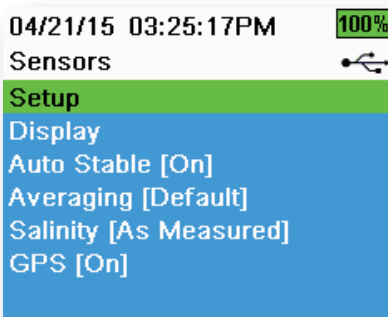 04/21/15 03:25:17PM 100%
Sensors
Setup
Display
Auto Stable [On]
Averaging [Default]
Salinity [As Measured]
GPS [On]